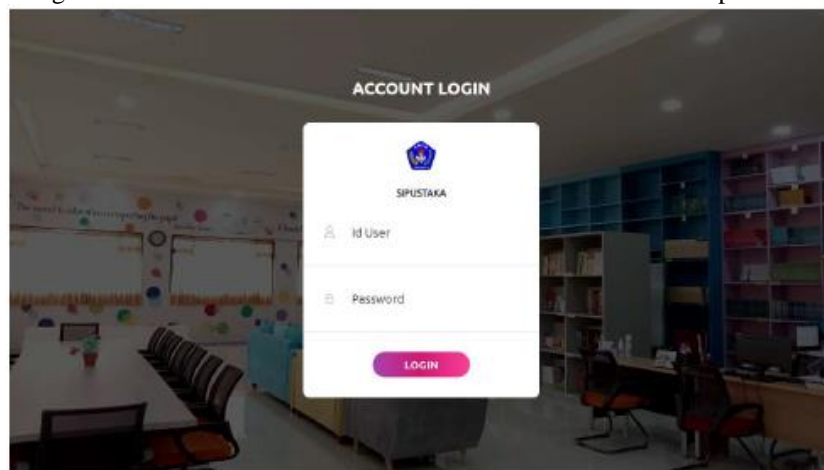 ACCOUNT LOGIN
SIPUSTAKA
Id User
Password
LOGIN